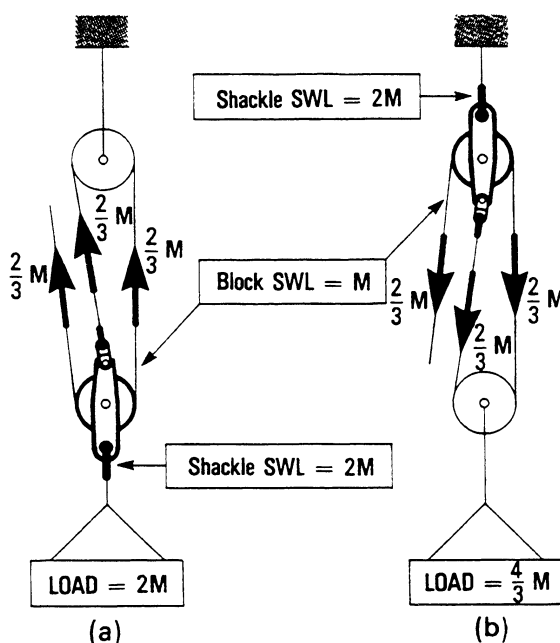 Shackle SWL = 2M
2/3 M
2/3 M
2/3 M
Block SWL = M
2/3 M
2/3 M
2/3 M
Shackle SWL = 2M
LOAD = 2M
LOAD = 4/3 M
(a)
(b)